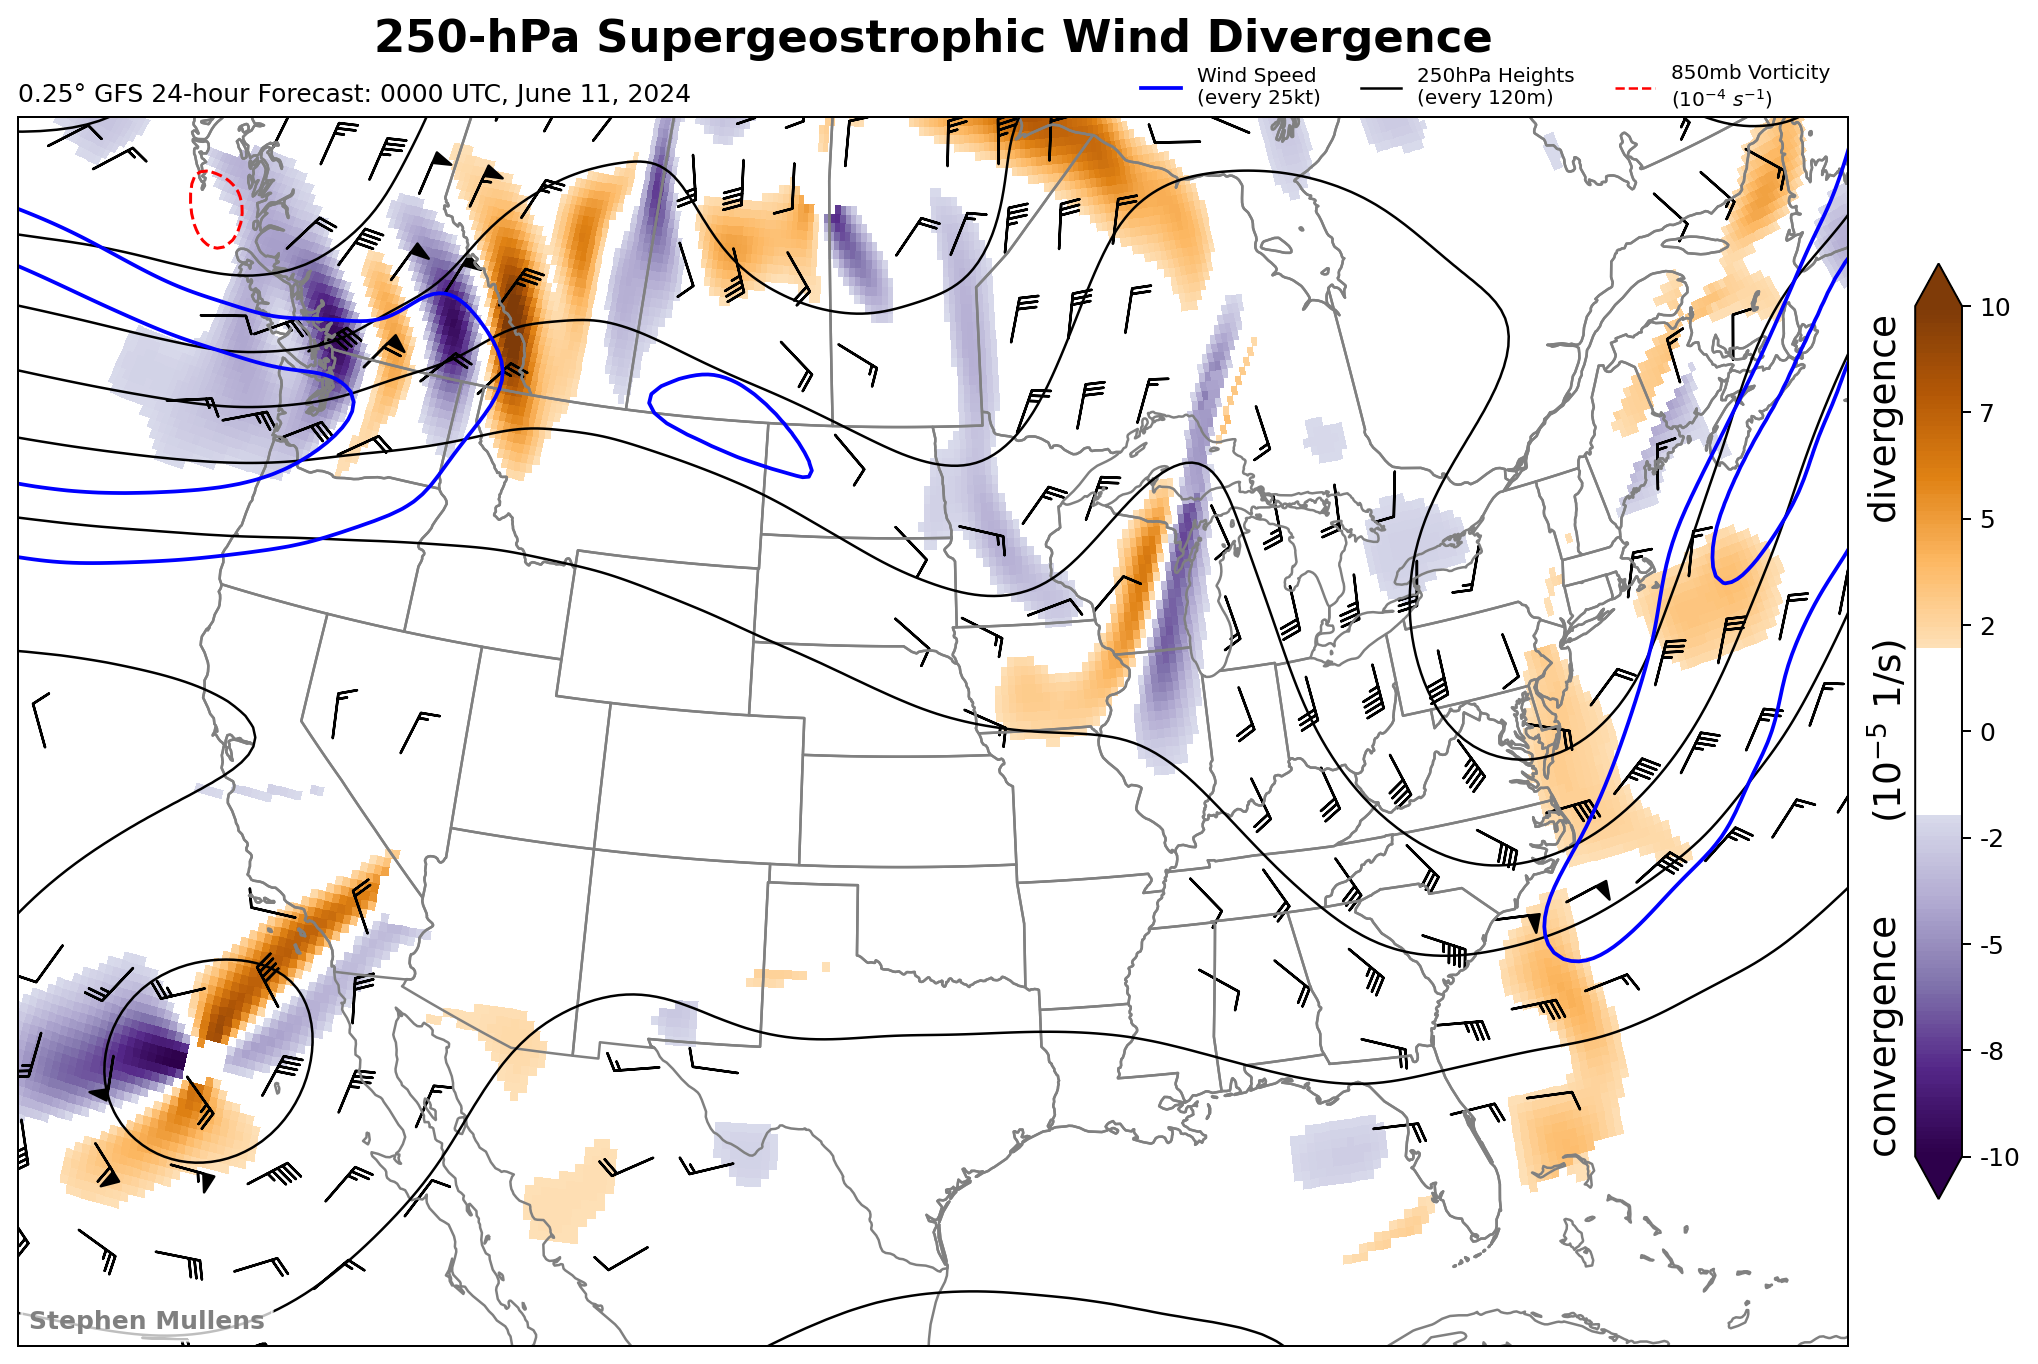 250-hPa Supergeostrophic Wind Divergence
0.25° GFS 24-hour Forecast: 0000 UTC, June 11, 2024
Wind Speed
(every 25kt)
250hPa Heights
(every 120m)
850mb Vorticity
(10⁻⁴ s⁻¹)
10
7
5
2
0
-2
-5
-8
-10
convergence (10⁻⁵ 1/s) divergence
Stephen Mullens